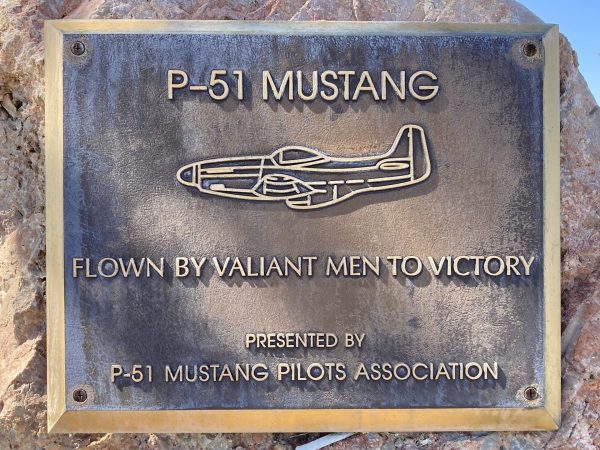 P-51 MUSTANG
FLOWN BY VALIANT MEN TO VICTORY
PRESENTED BY
P-51 MUSTANG PILOTS ASSOCIATION